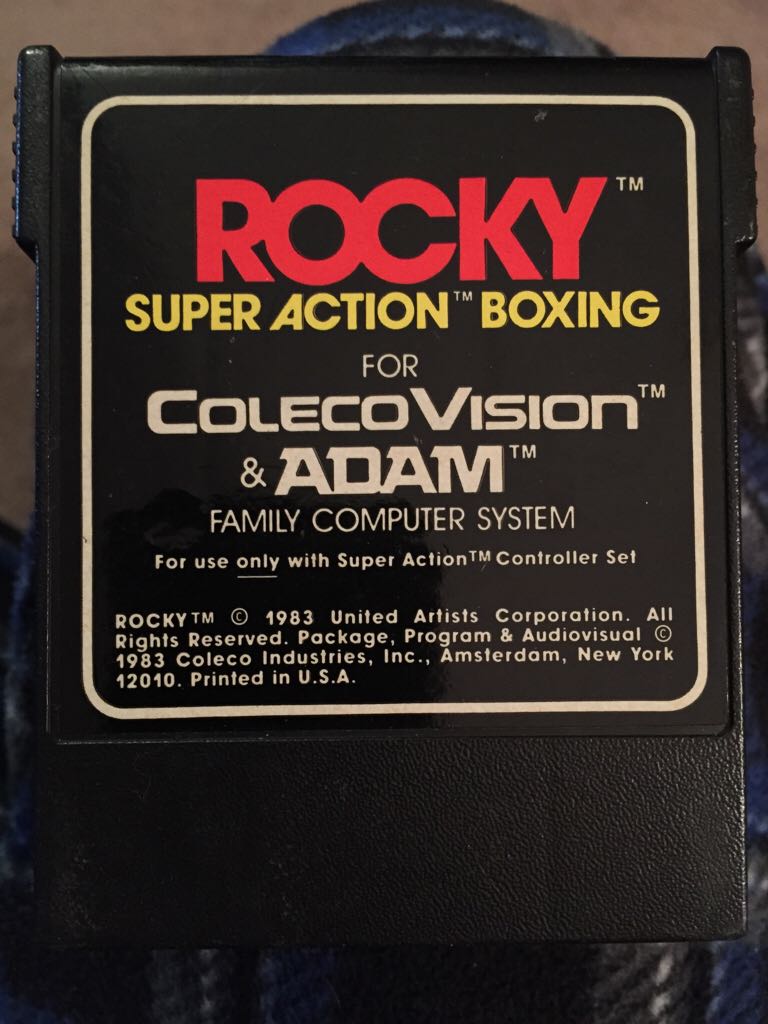 ROCKY™
SUPER ACTION™ BOXING
FOR
COLECOVISION™
& ADAM™
FAMILY COMPUTER SYSTEM
For use only with Super Action™ Controller Set
ROCKY™ © 1983 United Artists Corporation. All
Rights Reserved. Package, Program & Audiovisual ©
1983 Coleco Industries, Inc., Amsterdam, New York
12010. Printed in U.S.A.